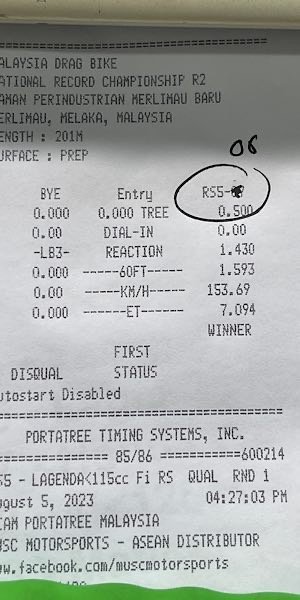 ALAYSIA DRAG BIKE
ATIONAL RECORD CHAMPIONSHIP R2
AMAN PERINDUSTRIAN MERLIMAU BARU
ERLIMAU, MELAKA, MALAYSIA
ENGTH : 201M
URFACE : PREP
08
BYE Entry RS5-
0.000 0.000 TREE 0.500
0.00 DIAL-IN 0.00
-LB3- REACTION 1.430
0.000 ------60FT------ 1.593
0.00 ------KM/H----- 153.69
0.000 -------ET------ 7.094
WINNER
FIRST
DISQUAL STATUS
utostart Disabled
PORTATREE TIMING SYSTEMS, INC.
=============== 85/86 ===========600214
S5 - LAGENDA<115cc Fi RS QUAL RND 1
ugust 5, 2023 04:27:03 PM
EAM PORTATREE MALAYSIA
USC MOTORSPORTS - ASEAN DISTRIBUTOR
ww.facebook.com/muscmotorsports